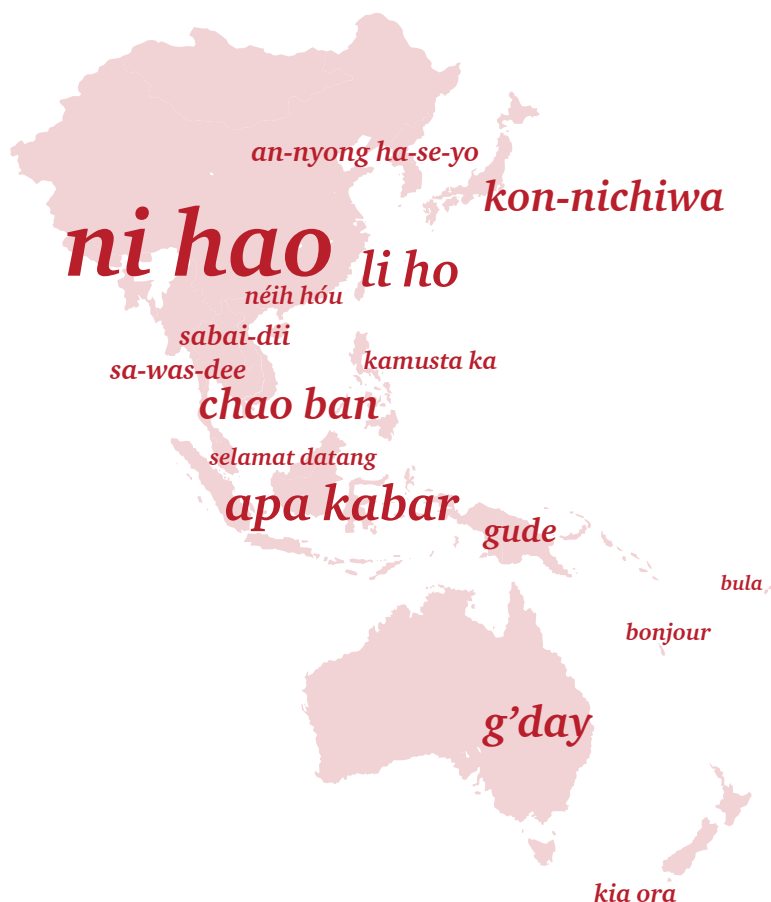 an-nyong ha-se-yo
kon-nichiwa
ni hao
li ho
néih hóu
sabai-dii
kamusta ka
sa-was-dee
chao ban
selamat datang
apa kabar
gude
bula
bonjour
g’day
kia ora